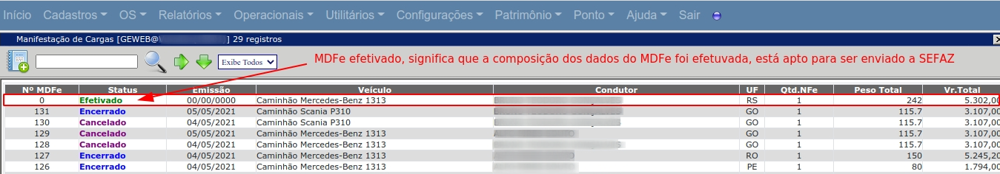 Início Cadastros OS Relatórios Operacionais Utilitários Configurações Patrimônio Ponto Ajuda Sair
Manifestação de Cargas [GEWEB@\ ] 29 registros
Exibe Todos
MDFe efetivado, significa que a composição dos dados do MDFe foi efetuvada, está apto para ser enviado a SEFAZ
Nº MDFe Status Emissão Veículo Condutor UF Qtd.NFe Peso Total Vr.Total
0 Efetivado 00/00/0000 Caminhão Mercedes-Benz 1313 RS 1 242 5.302,00
131 Encerrado 05/05/2021 Caminhão Scania P310 GO 1 115.7 3.107,00
130 Cancelado 04/05/2021 Caminhão Scania P310 GO 1 115.7 3.107,00
129 Cancelado 05/05/2021 Caminhão Mercedes-Benz 1313 GO 1 115.7 3.107,00
128 Cancelado 04/05/2021 Caminhão Mercedes-Benz 1313 GO 1 115.7 3.107,00
127 Encerrado 04/05/2021 Caminhão Mercedes-Benz 1313 RO 1 150 5.245,20
126 Encerrado 04/05/2021 Caminhão Mercedes-Benz 1313 PE 1 80 1.794,00